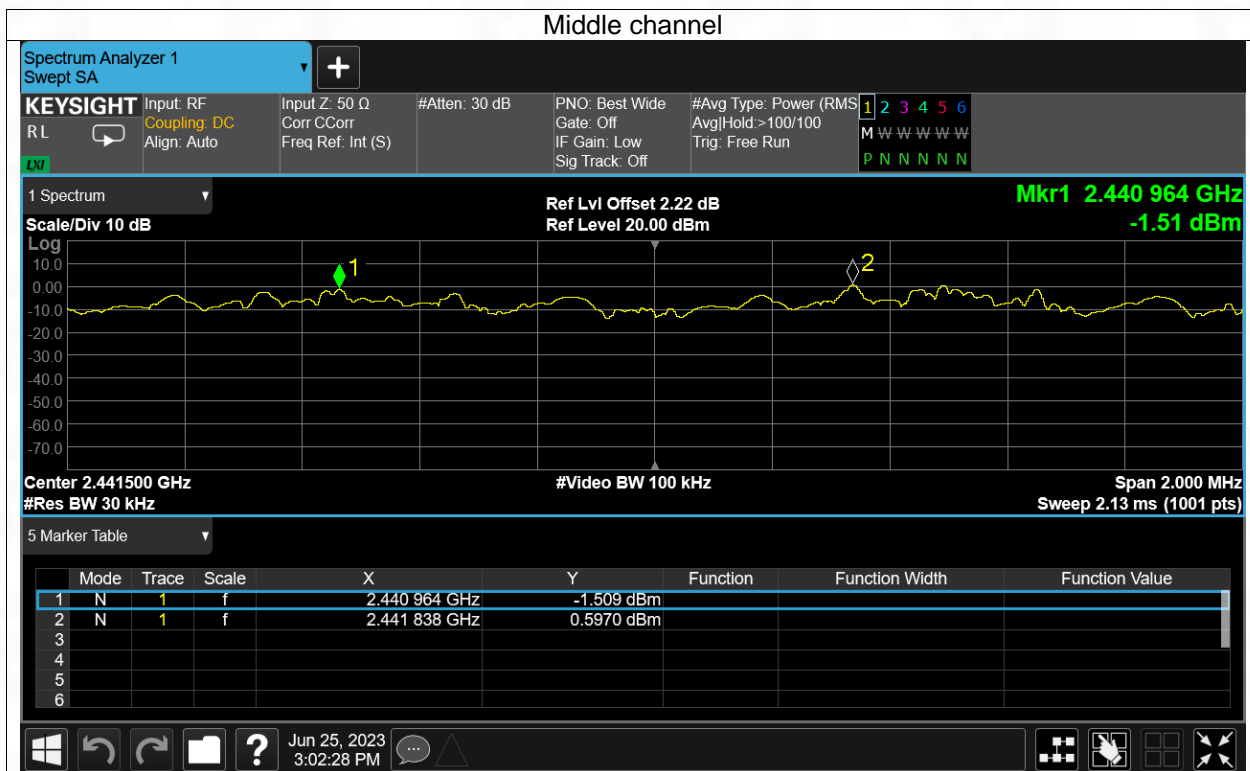 Middle channel
Spectrum Analyzer 1
Swept SA
KEYSIGHT Input: RF Input Z: 50 Ω #Atten: 30 dB PNO: Best Wide #Avg Type: Power (RMS 1 2 3 4 5 6
R L Coupling: DC Corr CCorr Gate: Off Avg|Hold:>100/100 M W W W W W
Align: Auto Freq Ref: Int (S) IF Gain: Low Trig: Free Run
LXI Sig Track: Off P N N N N N
1 Spectrum Ref Lvl Offset 2.22 dB Mkr1 2.440 964 GHz
Scale/Div 10 dB Ref Level 20.00 dBm -1.51 dBm
Log
10.0 1 2
0.00
-10.0
-20.0
-30.0
-40.0
-50.0
-60.0
-70.0
Center 2.441500 GHz #Video BW 100 kHz Span 2.000 MHz
#Res BW 30 kHz Sweep 2.13 ms (1001 pts)
5 Marker Table
Mode Trace Scale X Y Function Function Width Function Value
1 N 1 f 2.440 964 GHz -1.509 dBm
2 N 1 f 2.441 838 GHz 0.5970 dBm
3
4
5
6
? Jun 25, 2023
3:02:28 PM